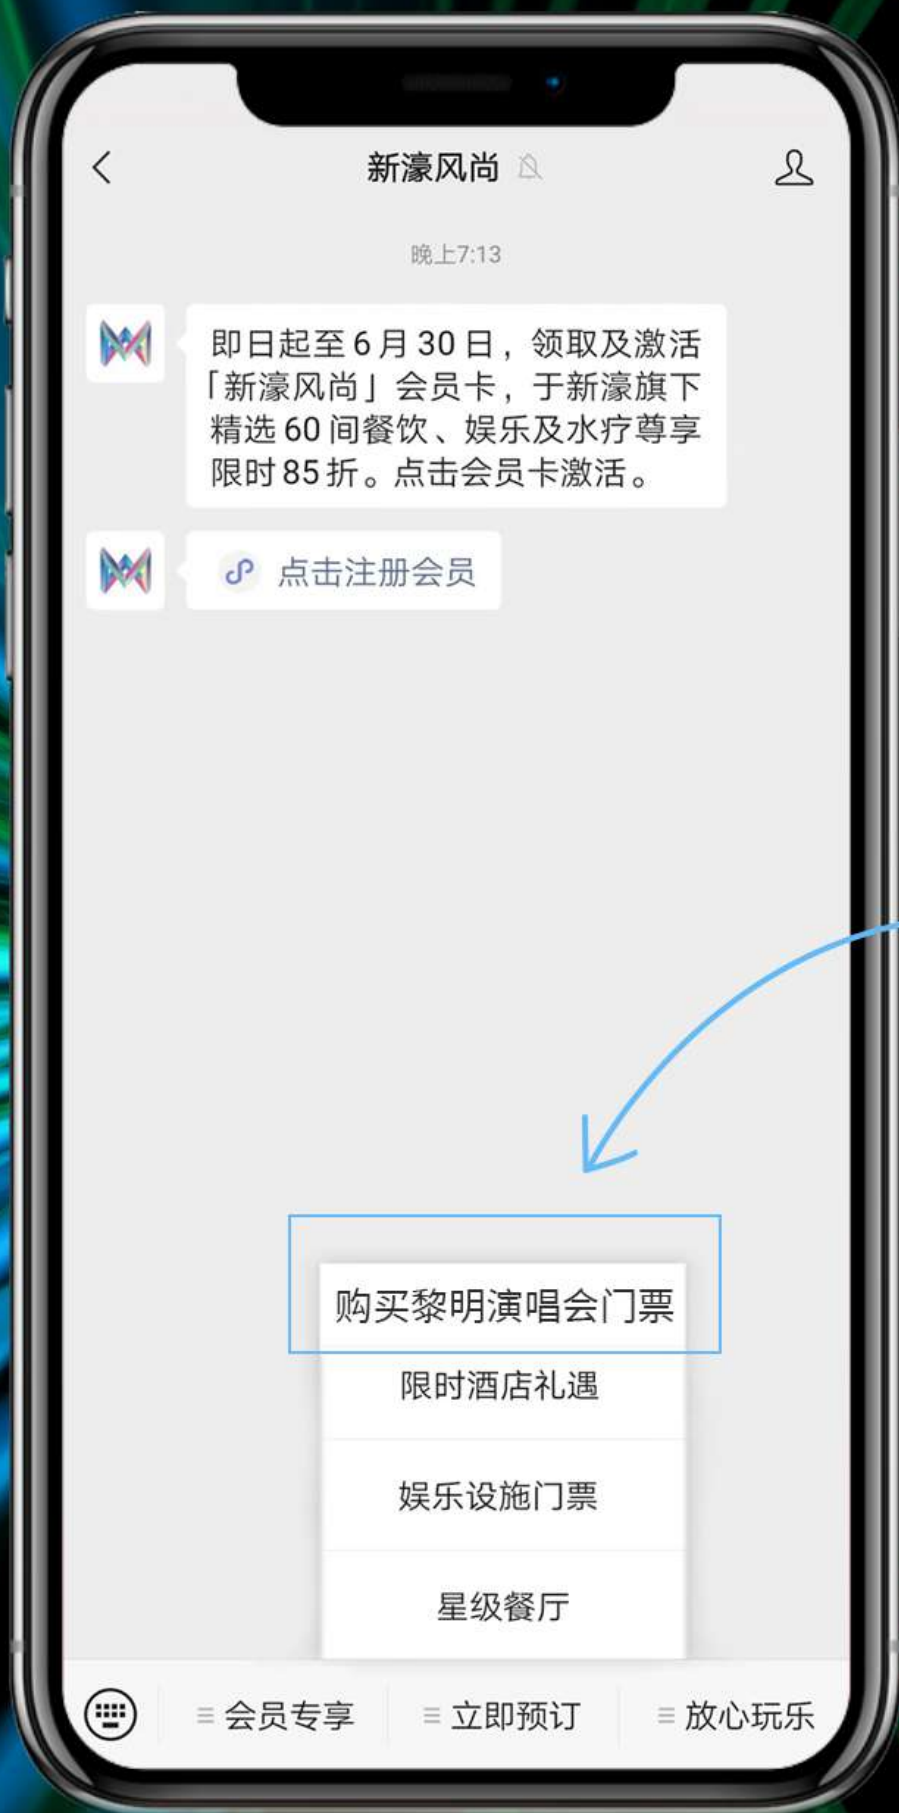 新濠风尚
晚上7:13
即日起至6月30日，领取及激活
「新濠风尚」会员卡，于新濠旗下
精选60间餐饮、娱乐及水疗尊享
限时85折。点击会员卡激活。
点击注册会员
购买黎明演唱会门票
限时酒店礼遇
娱乐设施门票
星级餐厅
会员专享
立即预订
放心玩乐